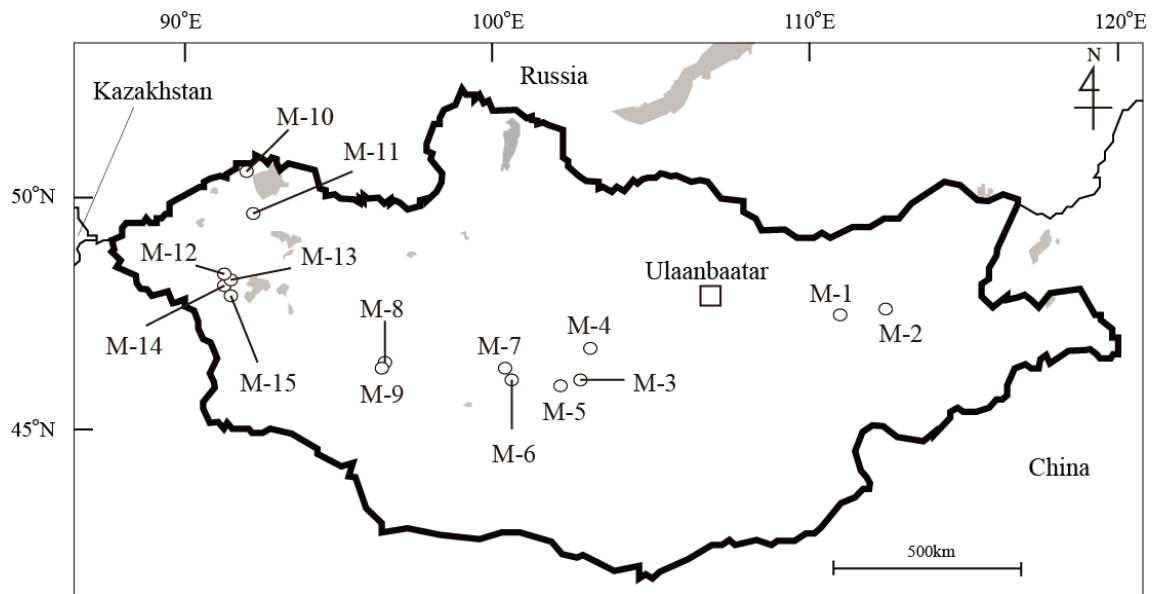 90°E
100°E
110°E
120°E
Russia
N
Kazakhstan
M-10
M-11
50°N
M-12
M-13
Ulaanbaatar
M-8
M-1
M-4
M-2
M-14
M-7
M-15
M-9
M-3
M-5
45°N
M-6
China
500km